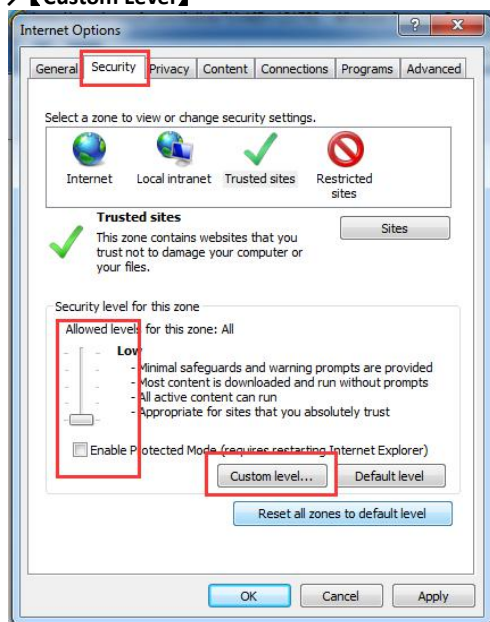 【Custom Level】
Internet Options
? X
General Security Privacy Content Connections Programs Advanced
Select a zone to view or change security settings.
Internet Local intranet Trusted sites Restricted
sites
Trusted sites
Sites
This zone contains websites that you
trust not to damage your computer or
your files.
Security level for this zone
Allowed levels for this zone: All
Low
- Minimal safeguards and warning prompts are provided
- Most content is downloaded and run without prompts
- All active content can run
- Appropriate for sites that you absolutely trust
Enable Protected Mode (requires restarting Internet Explorer)
Custom level... Default level
Reset all zones to default level
OK Cancel Apply